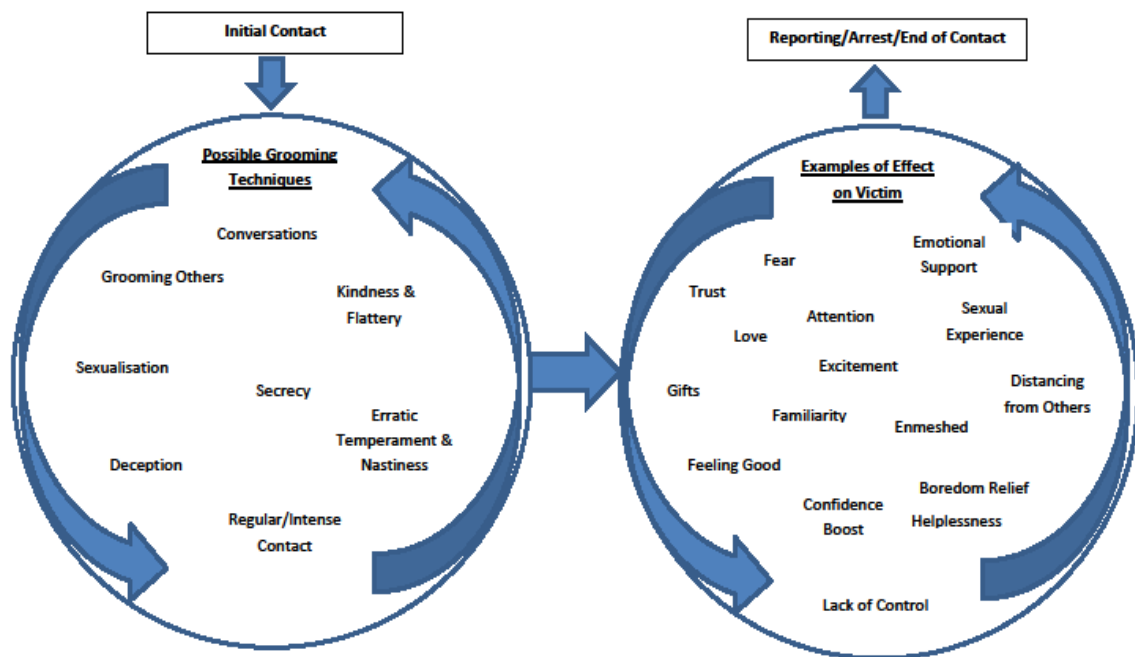 Initial Contact
Reporting/Arrest/End of Contact
Possible Grooming
Techniques
Conversations
Grooming Others
Kindness &
Flattery
Sexualisation
Secrecy
Erratic
Temperament &
Nastiness
Deception
Regular/Intense
Contact
Examples of Effect
on Victim
Emotional
Support
Fear
Trust
Attention
Sexual
Experience
Love
Excitement
Gifts
Distancing
from Others
Familiarity
Enmeshed
Feeling Good
Boredom Relief
Confidence
Boost
Helplessness
Lack of Control